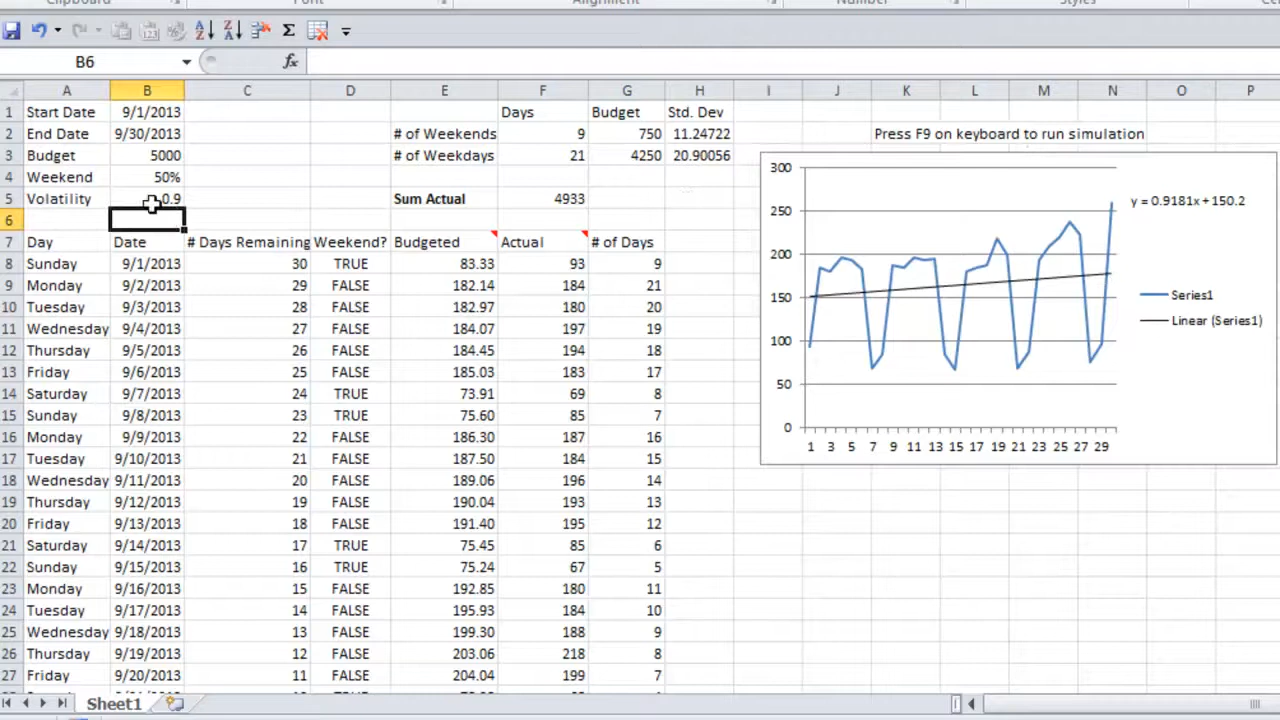 Clipboard Font Alignment Number Styles
B6 fx
A B C D E F G H I J K L M N O P
1 Start Date 9/1/2013 Days Budget Std. Dev
2 End Date 9/30/2013 # of Weekends 9 750 11.24722 Press F9 on keyboard to run simulation
3 Budget 5000 # of Weekdays 21 4250 20.90056
4 Weekend 50%
5 Volatility 0.9 Sum Actual 4933
6
7 Day Date # Days Remaining Weekend? Budgeted Actual # of Days
8 Sunday 9/1/2013 30 TRUE 83.33 93 9
9 Monday 9/2/2013 29 FALSE 182.14 184 21
10 Tuesday 9/3/2013 28 FALSE 182.97 180 20
11 Wednesday 9/4/2013 27 FALSE 184.07 197 19
12 Thursday 9/5/2013 26 FALSE 184.45 194 18
13 Friday 9/6/2013 25 FALSE 185.03 183 17
14 Saturday 9/7/2013 24 TRUE 73.91 69 8
15 Sunday 9/8/2013 23 TRUE 75.60 85 7
16 Monday 9/9/2013 22 FALSE 186.30 187 16
17 Tuesday 9/10/2013 21 FALSE 187.50 184 15
18 Wednesday 9/11/2013 20 FALSE 189.06 196 14
19 Thursday 9/12/2013 19 FALSE 190.04 193 13
20 Friday 9/13/2013 18 FALSE 191.40 195 12
21 Saturday 9/14/2013 17 TRUE 75.45 85 6
22 Sunday 9/15/2013 16 TRUE 75.24 67 5
23 Monday 9/16/2013 15 FALSE 192.85 180 11
24 Tuesday 9/17/2013 14 FALSE 195.93 184 10
25 Wednesday 9/18/2013 13 FALSE 199.30 188 9
26 Thursday 9/19/2013 12 FALSE 203.06 218 8
27 Friday 9/20/2013 11 FALSE 204.04 199 7
300
250
200
150
100
50
0
1 3 5 7 9 11 13 15 17 19 21 23 25 27 29
y = 0.9181x + 150.2
Series1
Linear (Series1)
Sheet1